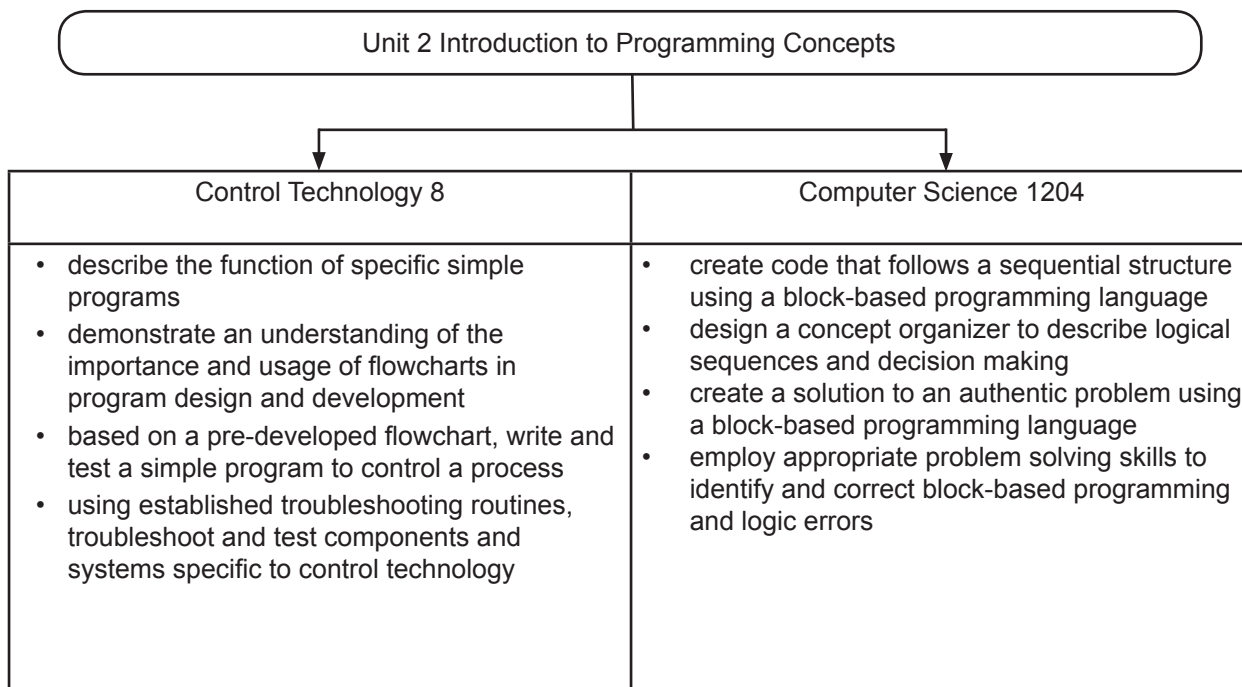 Unit 2 Introduction to Programming Concepts
Control Technology 8
Computer Science 1204
• describe the function of specific simple
programs
• demonstrate an understanding of the
importance and usage of flowcharts in
program design and development
• based on a pre-developed flowchart, write and
test a simple program to control a process
• using established troubleshooting routines,
troubleshoot and test components and
systems specific to control technology
• create code that follows a sequential structure
using a block-based programming language
• design a concept organizer to describe logical
sequences and decision making
• create a solution to an authentic problem using
a block-based programming language
• employ appropriate problem solving skills to
identify and correct block-based programming
and logic errors